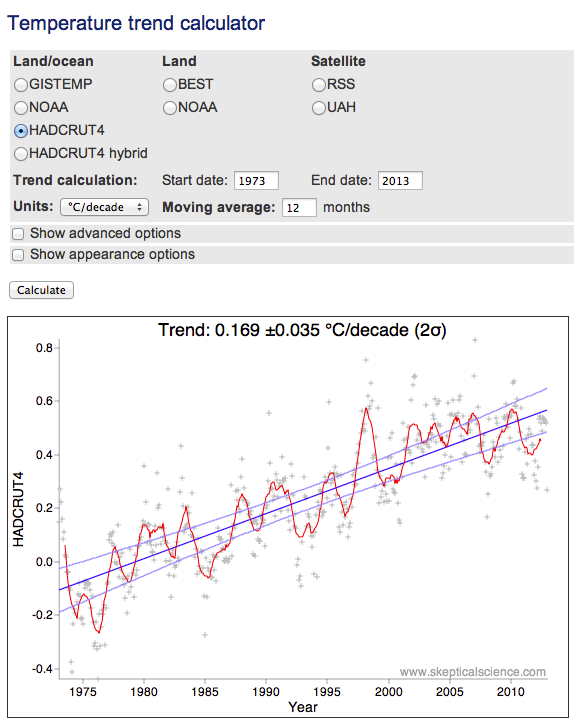 Temperature trend calculator
Land/ocean Land Satellite
GISTEMP BEST RSS
NOAA NOAA UAH
HADCRUT4
HADCRUT4 hybrid
Trend calculation: Start date: 1973 End date: 2013
Units: °C/decade Moving average: 12 months
Show advanced options
Show appearance options
Calculate
Trend: 0.169 ±0.035 °C/decade (2σ)
0.8
0.6
0.4
0.2
0.0
-0.2
-0.4
HADCRUT4
www.skepticalscience.com
1975 1980 1985 1990 1995 2000 2005 2010
Year